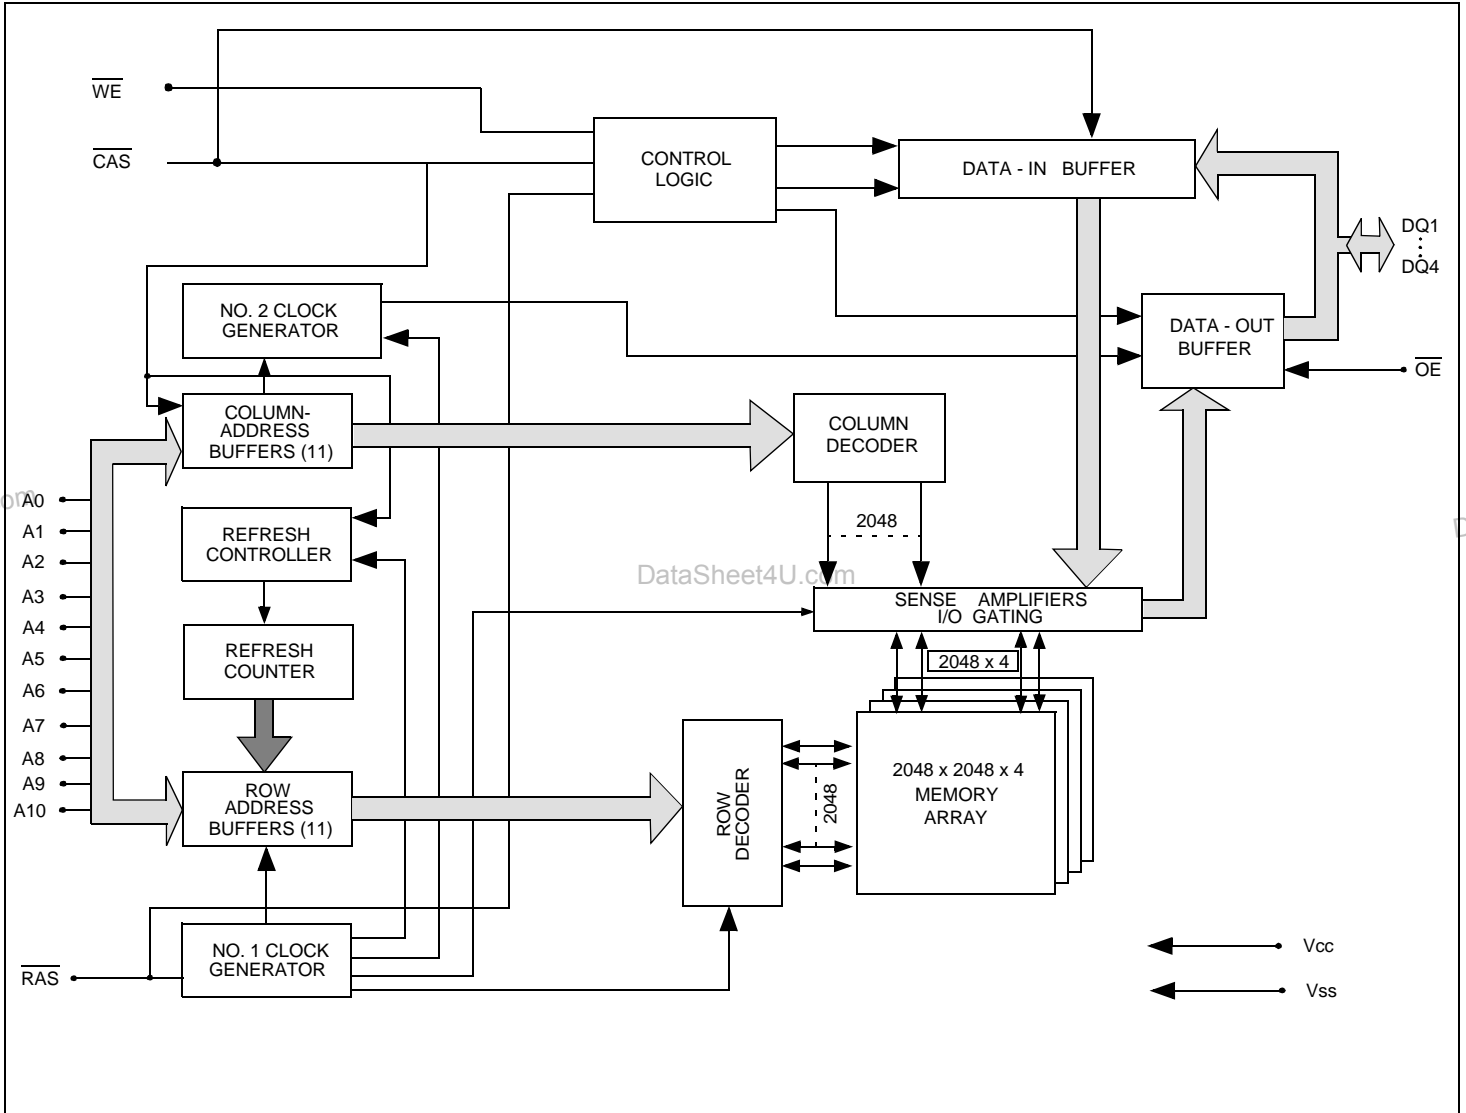 WE
CAS
CONTROL
LOGIC
DATA - IN BUFFER
DQ1
DQ4
NO. 2 CLOCK
GENERATOR
DATA - OUT
BUFFER
OE
COLUMN-
ADDRESS
BUFFERS (11)
COLUMN
DECODER
om
A0
A1
A2
A3
A4
A5
A6
A7
A8
A9
A10
REFRESH
CONTROLLER
2048
D
DataSheet4U.com
SENSE AMPLIFIERS
I/O GATING
REFRESH
COUNTER
2048 x 4
ROW
ADDRESS
BUFFERS (11)
ROW
DECODER
2048
2048 x 2048 x 4
MEMORY
ARRAY
RAS
NO. 1 CLOCK
GENERATOR
Vcc
Vss